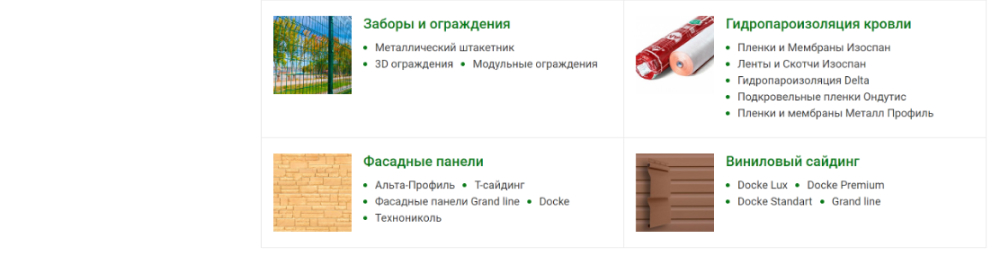 Заборы и ограждения
Металлический штакетник
3D ограждения Модульные ограждения
Гидропароизоляция кровли
Пленки и Мембраны Изоспан
Ленты и Скотчи Изоспан
Гидропароизоляция Delta
Подкровельные пленки Ондутис
Пленки и мембраны Металл Профиль
Фасадные панели
Альта-Профиль Т-сайдинг
Фасадные панели Grand line Docke
Технониколь
Виниловый сайдинг
Docke Lux Docke Premium
Docke Standart Grand line